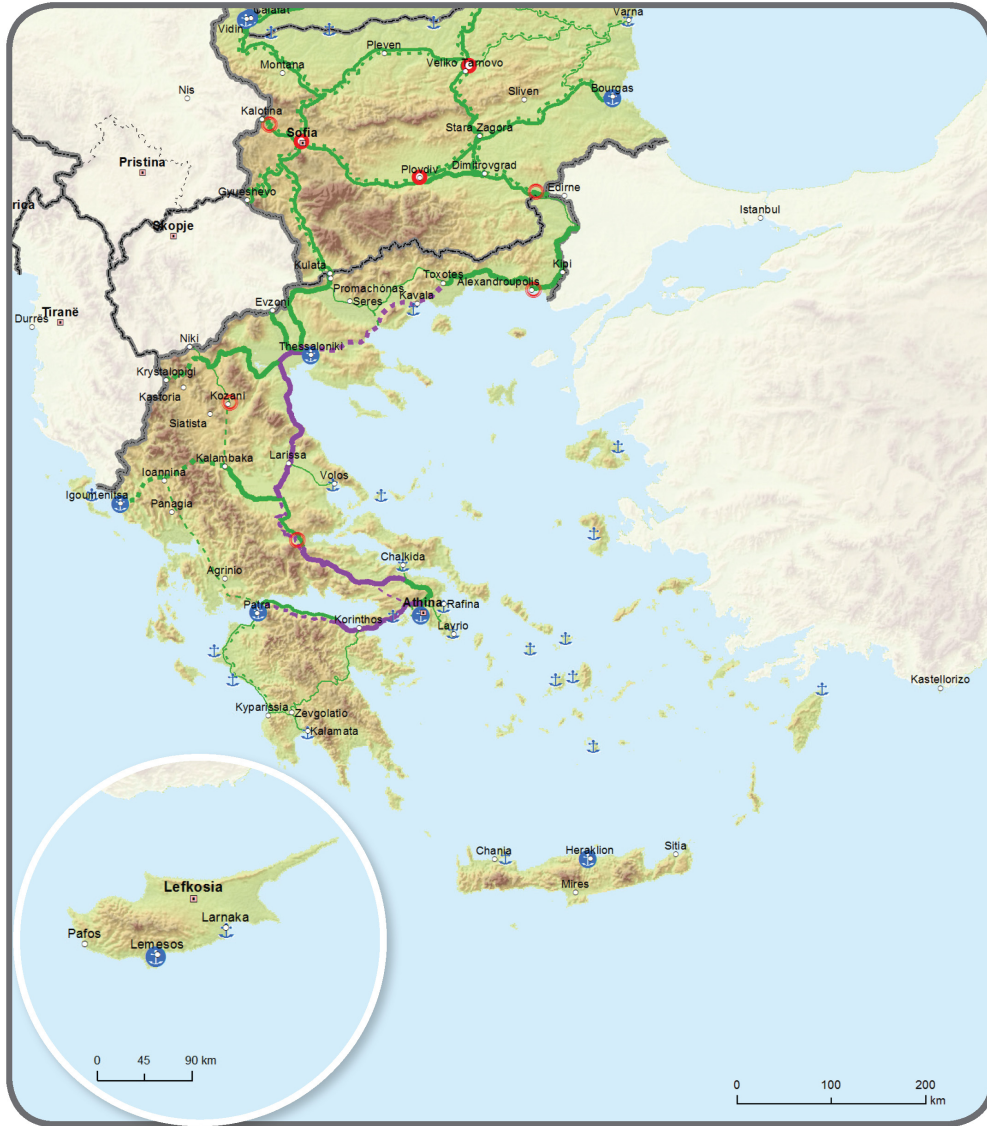 Calafat
Vidin
Varna
Pleven
Montana
Veliko Tarnovo
Nis
Sliven
Bourgas
Kalotina
Sofia
Stara Zagora
Pristina
Plovdiv
Dimitrovgrad
Gyueshevo
Edirne
rica
Istanbul
Skopje
Kulata
Kipi
Toxotes
Promachonas
Alexandroupolis
Seres
Kavala
Evzoni
Tiranë
Durrës
Niki
Thessaloniki
Krystalopigi
Kastoria
Kozani
Siatista
Kalambaka
Larissa
Ioannina
Volos
Igoumenitsa
Panagia
Chalkida
Agrinio
Patra
Athina
Rafina
Korinthos
Lavrio
Kastellorizo
Kyparissia
Zevgolatio
Kalamata
Chania
Heraklion
Sitia
Mires
Lefkosia
Larnaka
Pafos
Lemesos
0 45 90 km
0 100 200
km